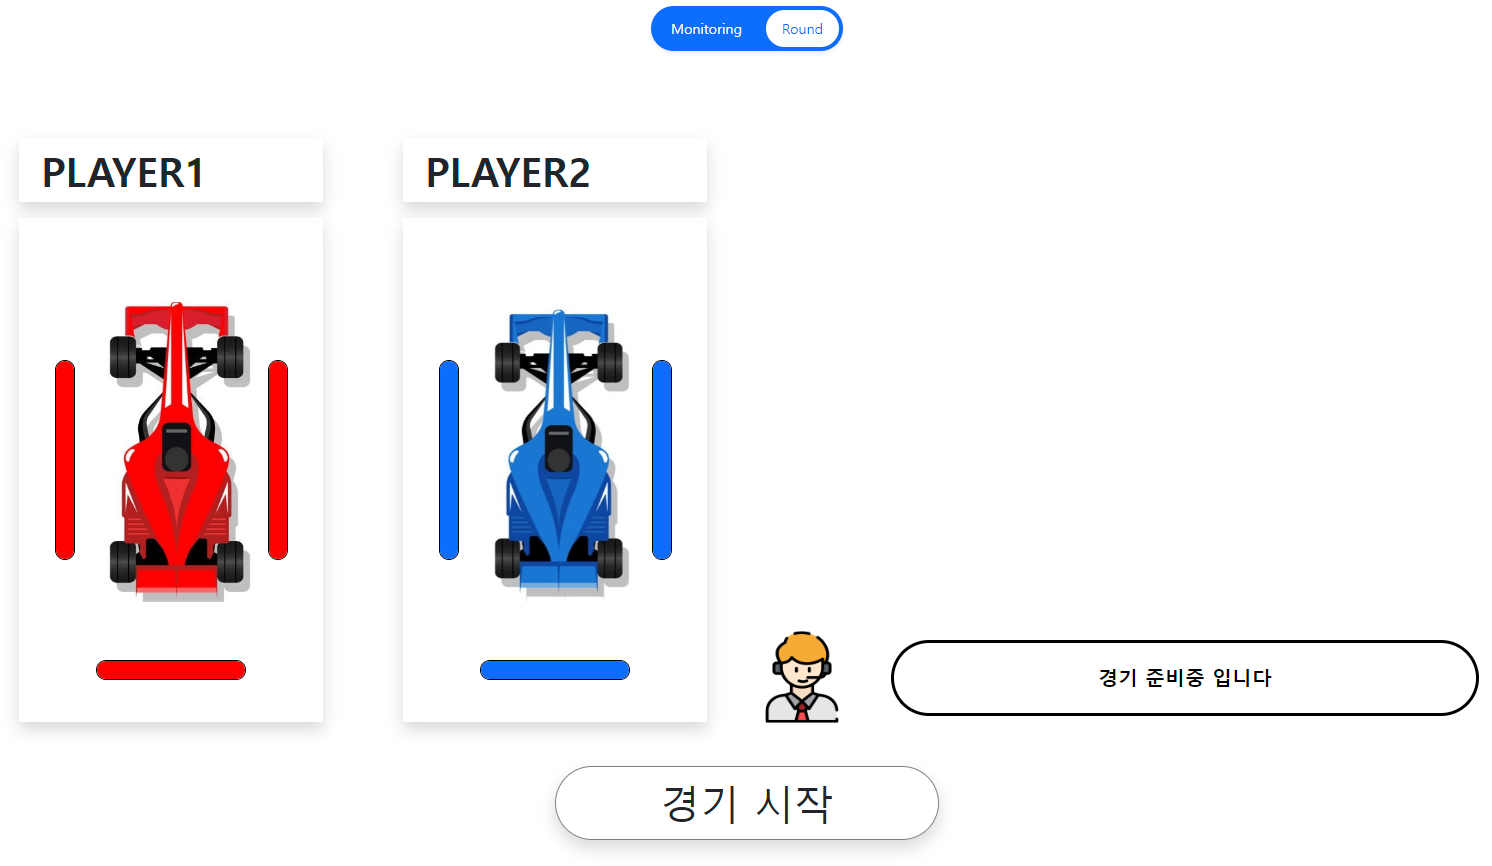 Monitoring
Round
PLAYER1
PLAYER2
경기 준비중 입니다
경기 시작